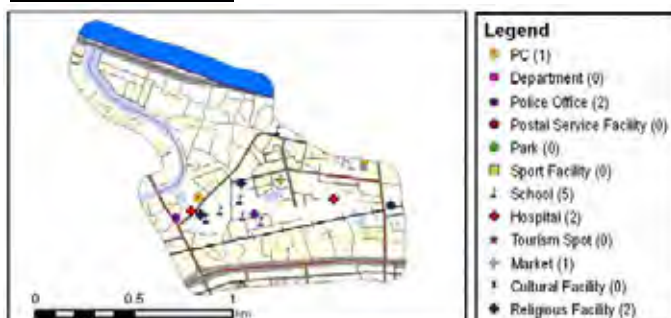 Legend
PC (1)
Department (0)
Police Office (2)
Postal Service Facility (0)
Park (0)
Sport Facility (0)
School (5)
Hospital (2)
Tourism Spot (0)
Market (1)
Cultural Facility (0)
Religious Facility (2)
0 0.5 1
km